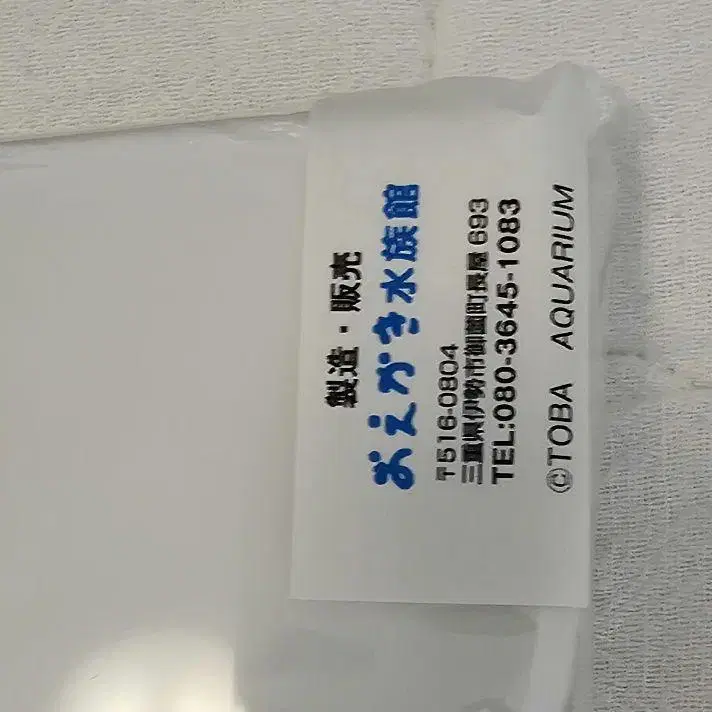 製造・販売
おえかき水族館
〒516-0804
三重県伊勢市御薗町長屋 693
TEL:080-3645-1083
©TOBA AQUARIUM